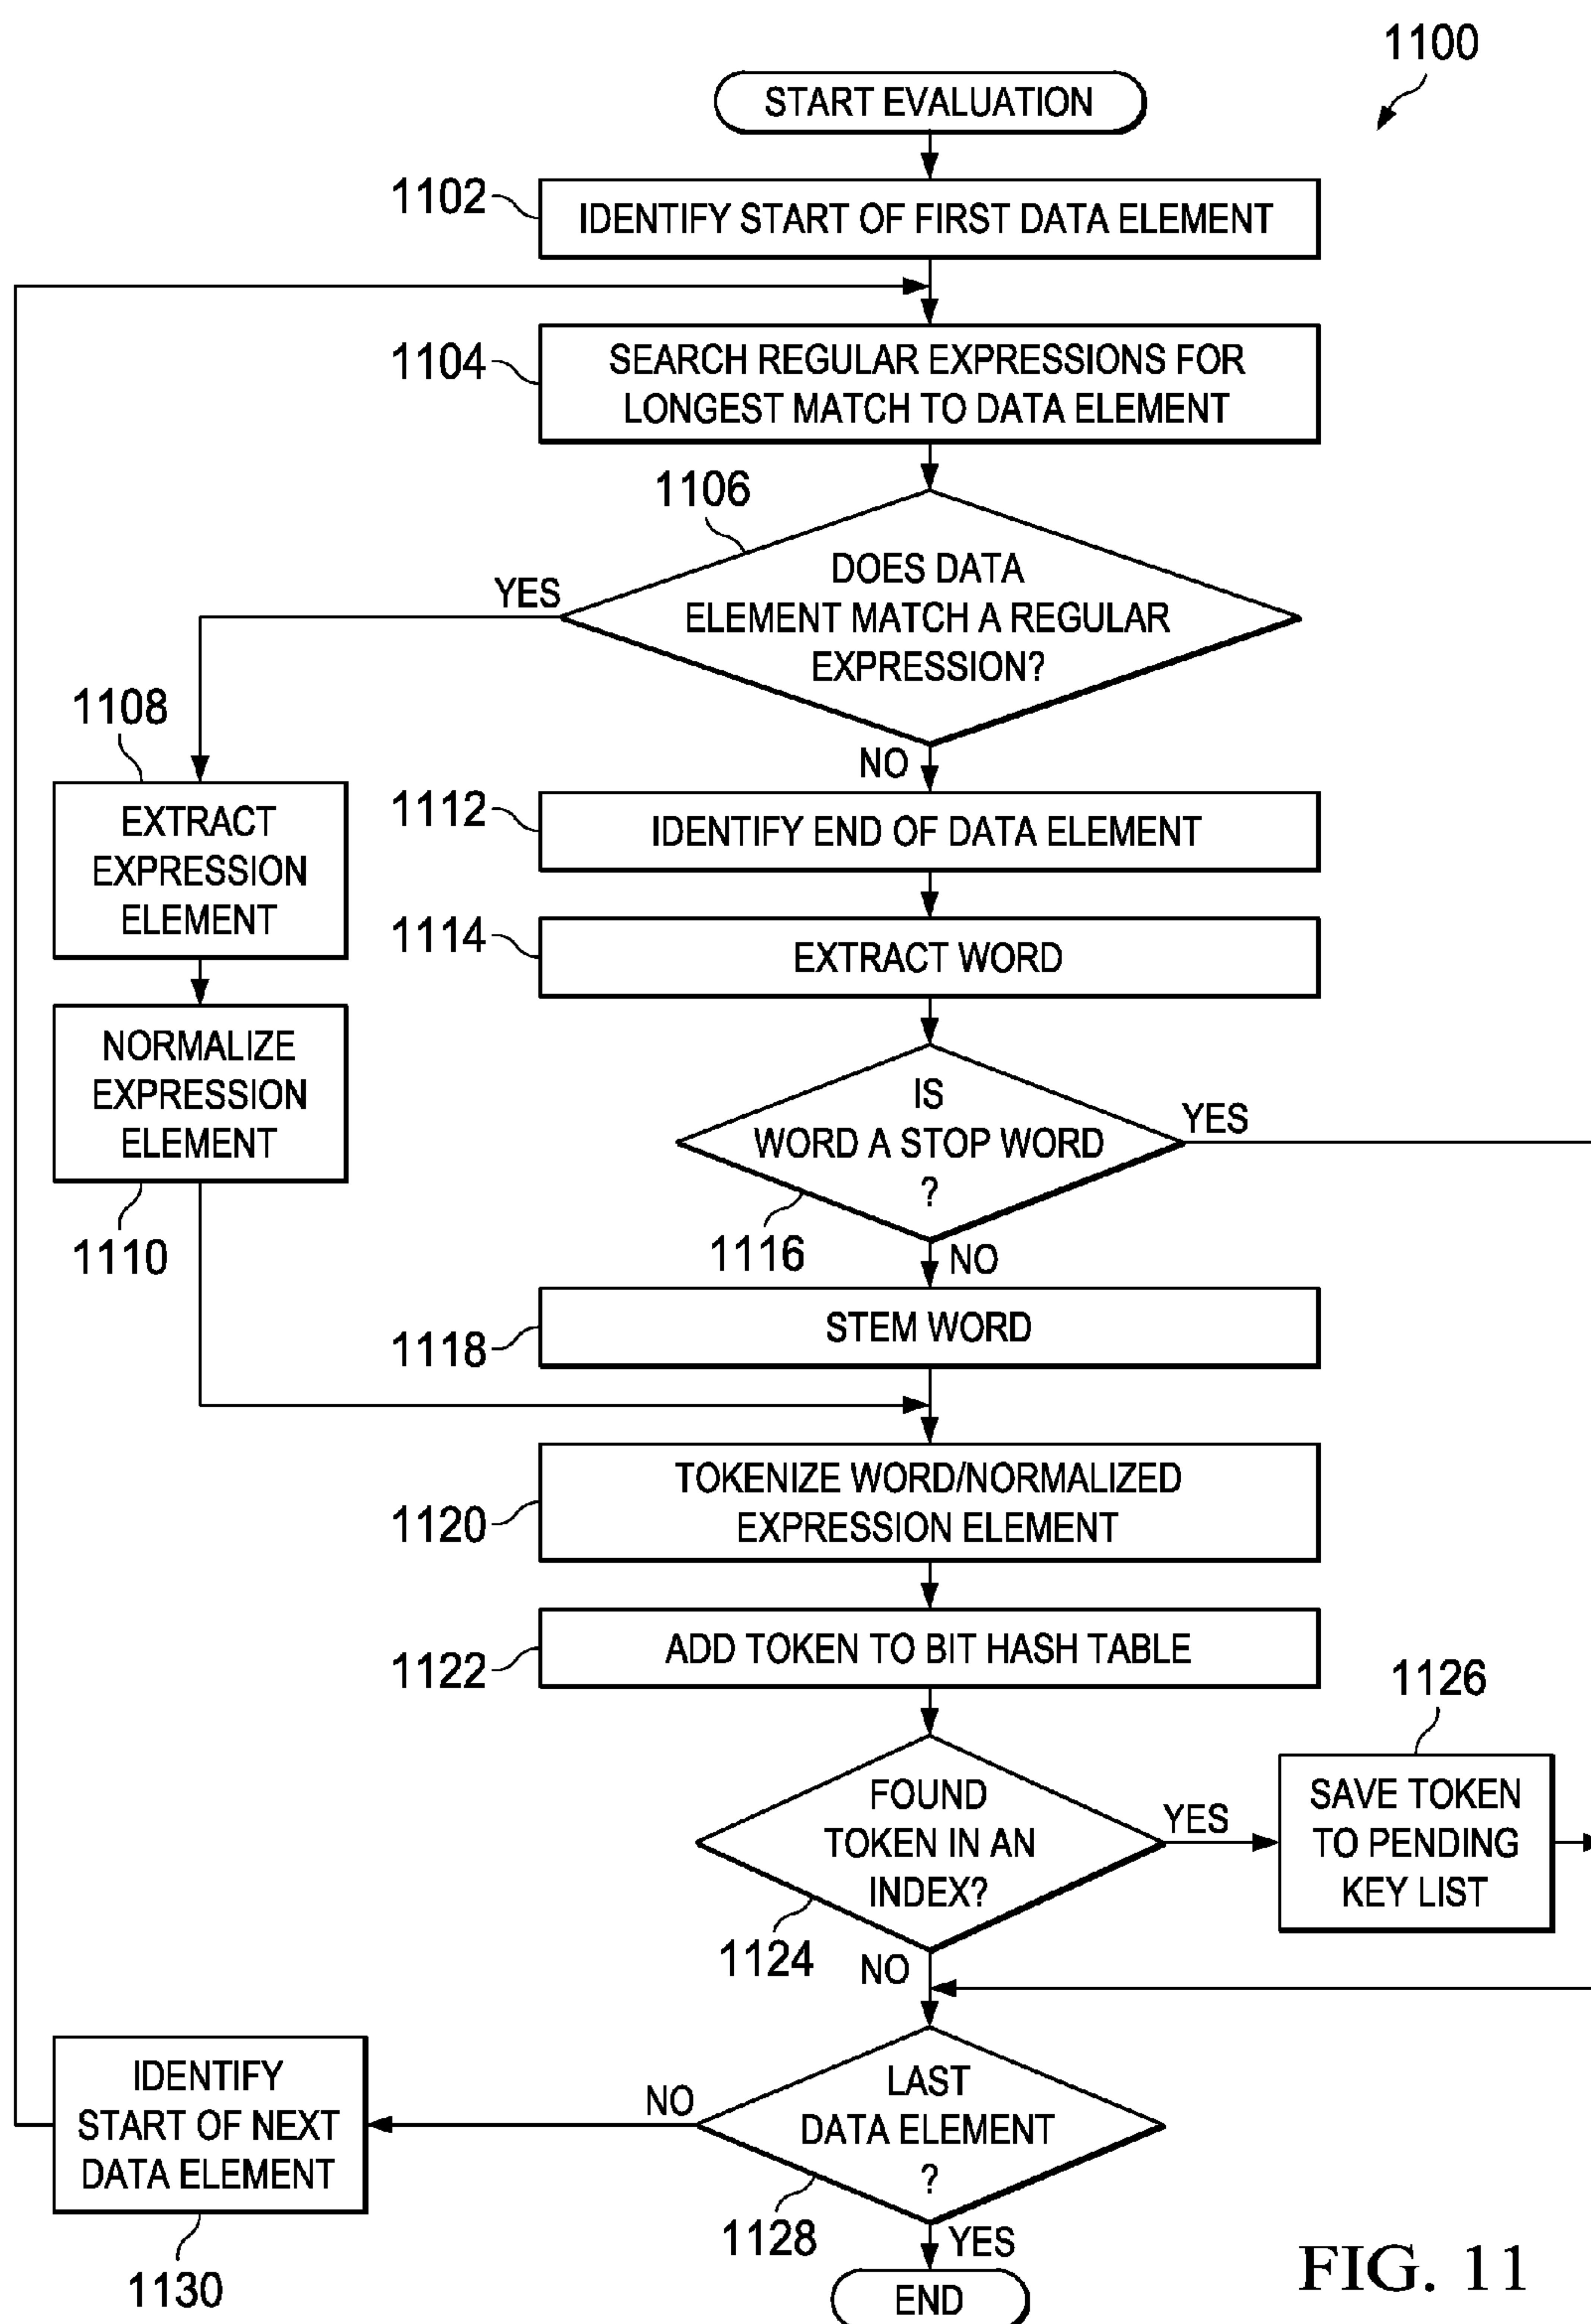 1100
START EVALUATION
1102
IDENTIFY START OF FIRST DATA ELEMENT
1104
SEARCH REGULAR EXPRESSIONS FOR
LONGEST MATCH TO DATA ELEMENT
1106
DOES DATA
ELEMENT MATCH A REGULAR
EXPRESSION?
YES
NO
1108
EXTRACT
EXPRESSION
ELEMENT
NORMALIZE
EXPRESSION
ELEMENT
1110
1112
IDENTIFY END OF DATA ELEMENT
1114
EXTRACT WORD
IS
WORD A STOP WORD
?
YES
1116
NO
1118
STEM WORD
1120
TOKENIZE WORD/NORMALIZED
EXPRESSION ELEMENT
1122
ADD TOKEN TO BIT HASH TABLE
FOUND
TOKEN IN AN
INDEX?
YES
1124
NO
1126
SAVE TOKEN
TO PENDING
KEY LIST
LAST
DATA ELEMENT
?
NO
1128
YES
IDENTIFY
START OF NEXT
DATA ELEMENT
1130
END
FIG. 11